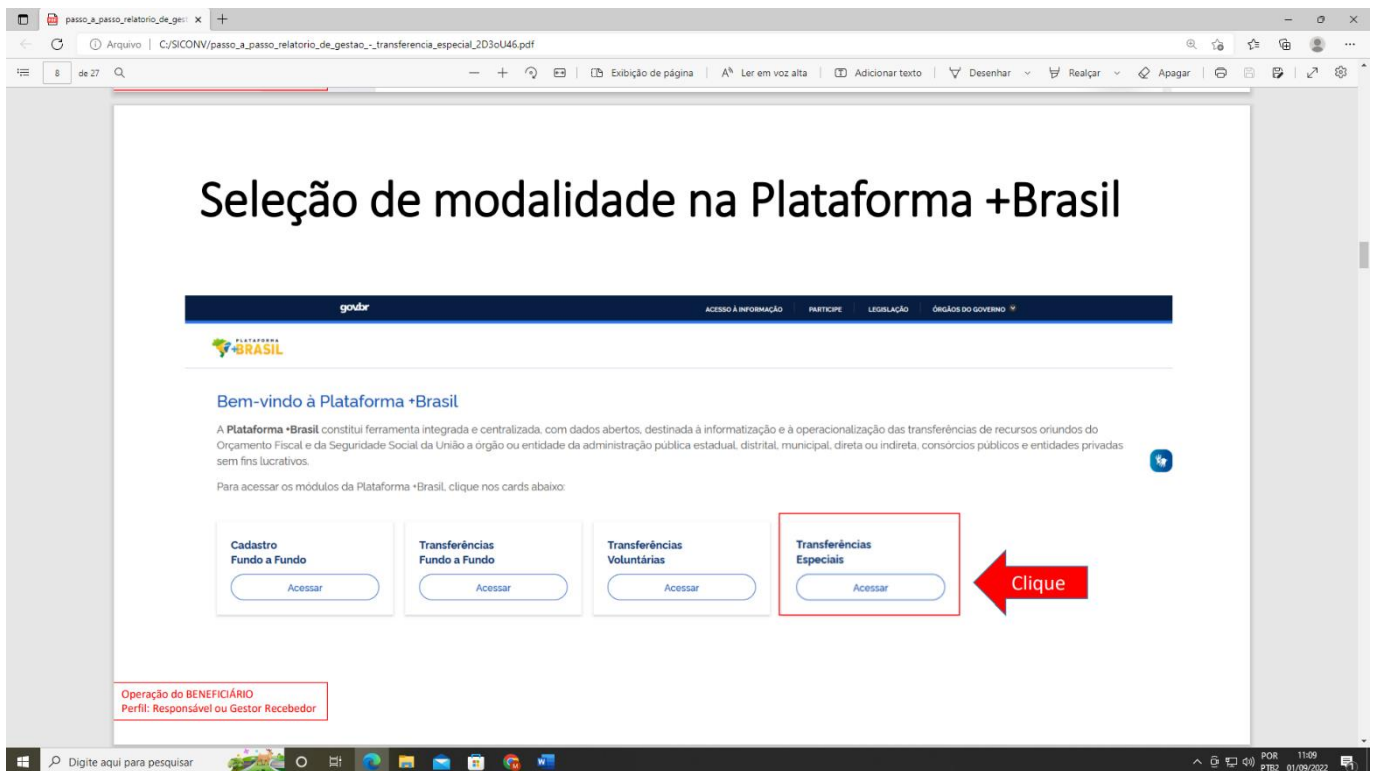 passo_a_passo_relatorio_de_gest
Arquivo | C:/SICONV/passo_a_passo_relatorio_de_gestao_-_transferencia_especial_2D3oU46.pdf
8 de 27 Exibição de página Ler em voz alta Adicionar texto Desenhar Realçar Apagar
Seleção de modalidade na Plataforma +Brasil
govbr ACESSO À INFORMAÇÃO PARTICIPE LEGISLAÇÃO ÓRGÃOS DO GOVERNO
PLATAFORMA
+BRASIL
Bem-vindo à Plataforma +Brasil
A Plataforma +Brasil constitui ferramenta integrada e centralizada, com dados abertos, destinada à informatização e à operacionalização das transferências de recursos oriundos do
Orçamento Fiscal e da Seguridade Social da União a órgão ou entidade da administração pública estadual, distrital, municipal, direta ou indireta, consórcios públicos e entidades privadas
sem fins lucrativos.
Para acessar os módulos da Plataforma +Brasil, clique nos cards abaixo:
Cadastro
Fundo a Fundo
Acessar
Transferências
Fundo a Fundo
Acessar
Transferências
Voluntárias
Acessar
Transferências
Especiais
Acessar
Clique
Operação do BENEFICIÁRIO
Perfil: Responsável ou Gestor Recebedor
Digite aqui para pesquisar
POR 11:09
PTB2 01/09/2022